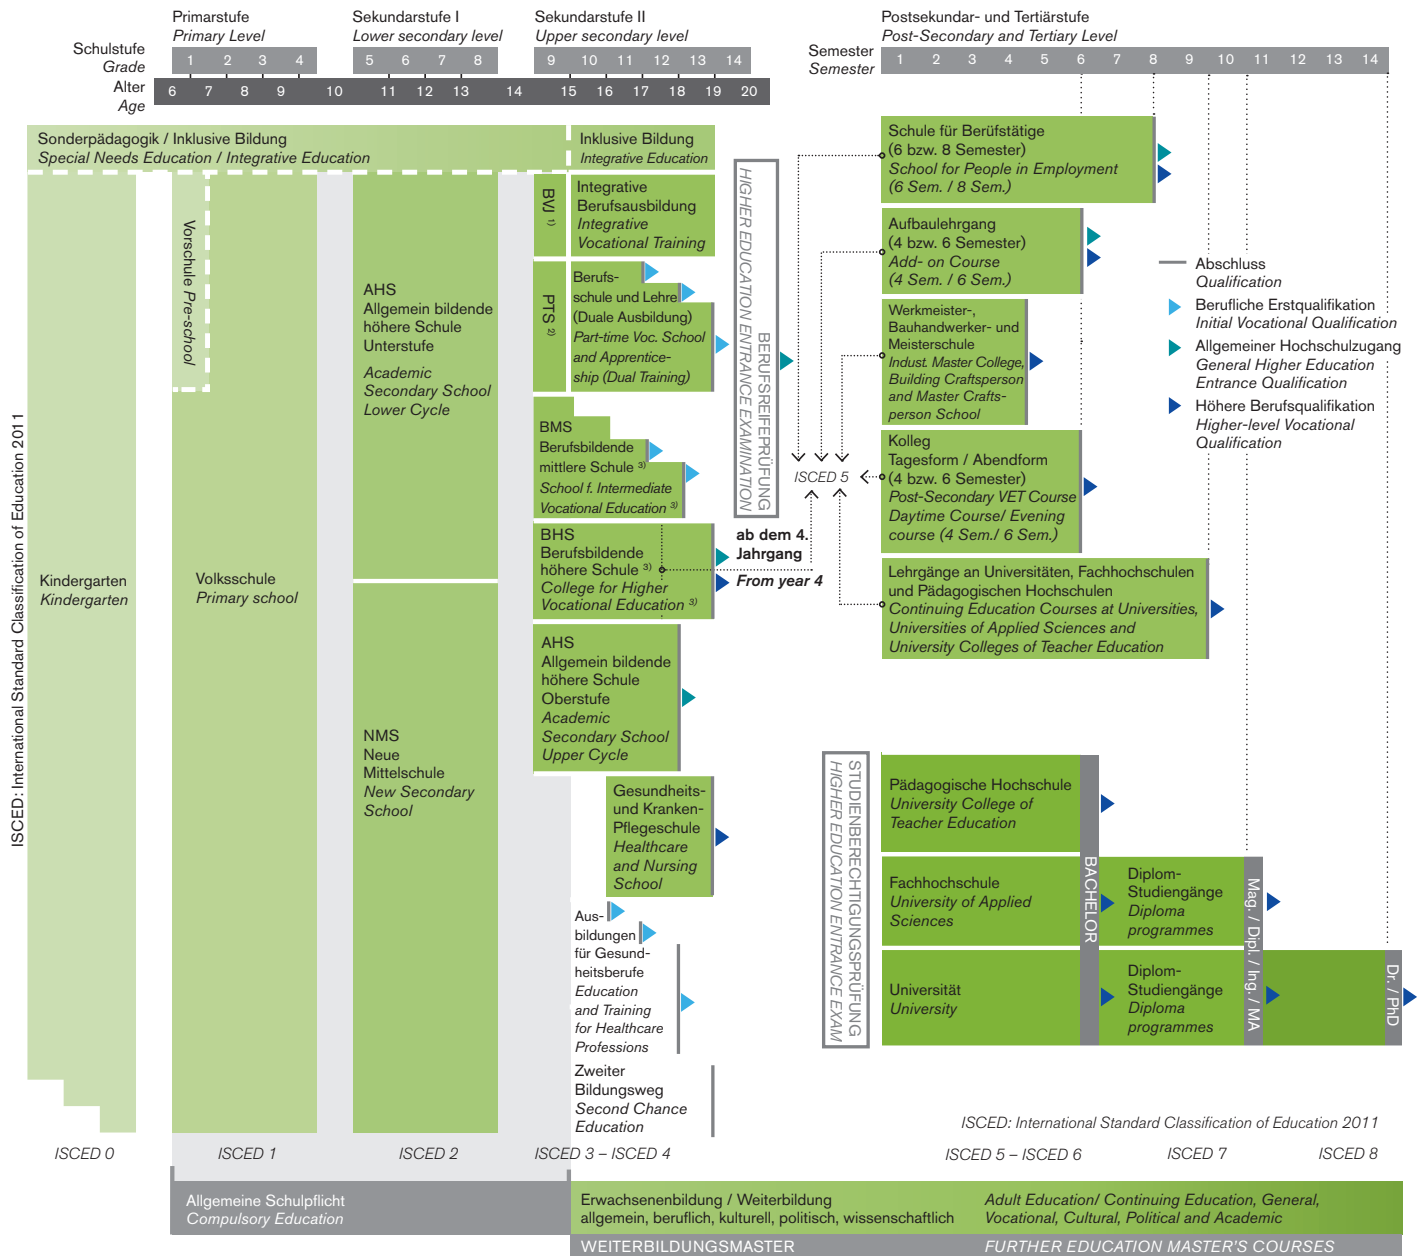 Primarstufe
Primary Level
Sekundarstufe I
Lower secondary level
Sekundarstufe II
Upper secondary level
Postsekundar- und Tertiärstufe
Post-Secondary and Tertiary Level
Schulstufe
Grade
1 2 3 4 5 6 7 8 9 10 11 12 13 14
Semester
Semester
1 2 3 4 5 6 7 8 9 10 11 12 13 14
Alter
Age
6 7 8 9 10 11 12 13 14 15 16 17 18 19 20
ISCED: International Standard Classification of Education 2011
Sonderpädagogik / Inklusive Bildung
Special Needs Education / Integrative Education
Inklusive Bildung
Integrative Education
Kindergarten
Kindergarten
Vorschule Pre-school
Volksschule
Primary school
AHS
Allgemein bildende
höhere Schule
Unterstufe
Academic
Secondary School
Lower Cycle
NMS
Neue
Mittelschule
New Secondary
School
BVJ 1)
Integrative
Berufsausbildung
Integrative
Vocational Training
PTS 2)
Berufs-
schule und Lehre
(Duale Ausbildung)
Part-time Voc. School
and Apprentice-
ship (Dual Training)
BMS
Berufsbildende
mittlere Schule 3)
School f. Intermediate
Vocational Education 3)
BHS
Berufsbildende
höhere Schule 3)
College for Higher
Vocational Education 3)
AHS
Allgemein bildende
höhere Schule
Oberstufe
Academic
Secondary School
Upper Cycle
Gesundheits-
und Kranken-
Pflegeschule
Healthcare
and Nursing
School
Aus-
bildungen
für Gesund-
heitsberufe
Education
and Training
for Healthcare
Professions
Zweiter
Bildungsweg
Second Chance
Education
BERUFSREIFEPRÜFUNG
HIGHER EDUCATION ENTRANCE EXAMINATION
ab dem 4.
Jahrgang
From year 4
ISCED 5
Schule für Berüfstätige
(6 bzw. 8 Semester)
School for People in Employment
(6 Sem. / 8 Sem.)
Aufbaulehrgang
(4 bzw. 6 Semester)
Add- on Course
(4 Sem. / 6 Sem.)
Werkmeister-,
Bauhandwerker- und
Meisterschule
Indust. Master College,
Building Craftsperson
and Master Crafts-
person School
Kolleg
Tagesform / Abendform
(4 bzw. 6 Semester)
Post-Secondary VET Course
Daytime Course/ Evening
course (4 Sem./ 6 Sem.)
Lehrgänge an Universitäten, Fachhochschulen
und Pädagogischen Hochschulen
Continuing Education Courses at Universities,
Universities of Applied Sciences and
University Colleges of Teacher Education
Abschluss
Qualification
Berufliche Erstqualifikation
Initial Vocational Qualification
Allgemeiner Hochschulzugang
General Higher Education
Entrance Qualification
Höhere Berufsqualifikation
Higher-level Vocational
Qualification
STUDIENBERECHTIGUNGSPRÜFUNG
HIGHER EDUCATION ENTRANCE EXAM
Pädagogische Hochschule
University College of
Teacher Education
Fachhochschule
University of Applied
Sciences
Universität
University
BACHELOR
Diplom-
Studiengänge
Diploma
programmes
Diplom-
Studiengänge
Diploma
programmes
Mag. / Dipl. / Ing. / MA
Dr. / PhD
ISCED: International Standard Classification of Education 2011
ISCED 0
ISCED 1
ISCED 2
ISCED 3 – ISCED 4
ISCED 5 – ISCED 6
ISCED 7
ISCED 8
Allgemeine Schulpflicht
Compulsory Education
Erwachsenenbildung / Weiterbildung
allgemein, beruflich, kulturell, politisch, wissenschaftlich
Adult Education/ Continuing Education, General,
Vocational, Cultural, Political and Academic
WEITERBILDUNGSMASTER
FURTHER EDUCATION MASTER'S COURSES